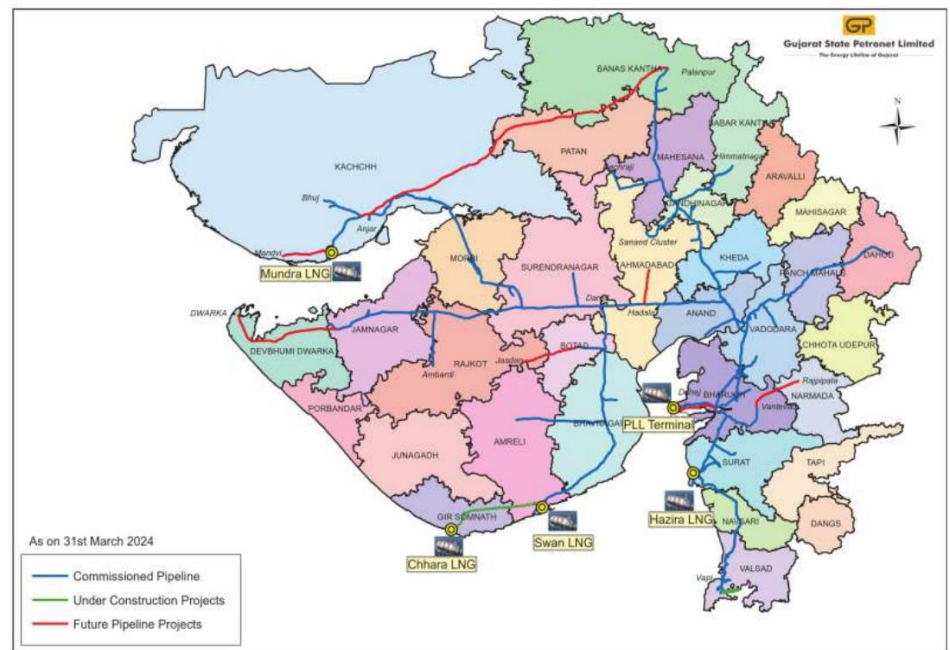 GP
Gujarat State Petronet Limited
The Energy Lifeline of Gujarat
N
BANAS KANTHA
Palanpur
SABAR KANTHA
PATAN
MAHESANA
Himmatnagar
KACHCHH
ARAVALLI
GANDHINAGAR
MAHISAGAR
Bhuj
Anjar
Sanand Cluster
MORBI
SURENDRANAGAR
AHMADABAD
KHEDA
PANCH MAHALS
DAHOD
Mandvi
Mundra LNG
Hadala
ANAND
DWARKA
JAMNAGAR
VADODARA
DEVBHUMI DWARKA
BOTAD
CHHOTA UDEPUR
RAJKOT
Jasdan
Ambardi
Rajpipala
Dahej
BHARUCH
NARMADA
PORBANDAR
PLL Terminal
BHAVNAGAR
AMRELI
JUNAGADH
SURAT
TAPI
GIR SOMNATH
Hazira LNG
NAVSARI
DANGS
Swan LNG
Chhara LNG
VALSAD
Vapi
As on 31st March 2024
Commissioned Pipeline
Under Construction Projects
Future Pipeline Projects